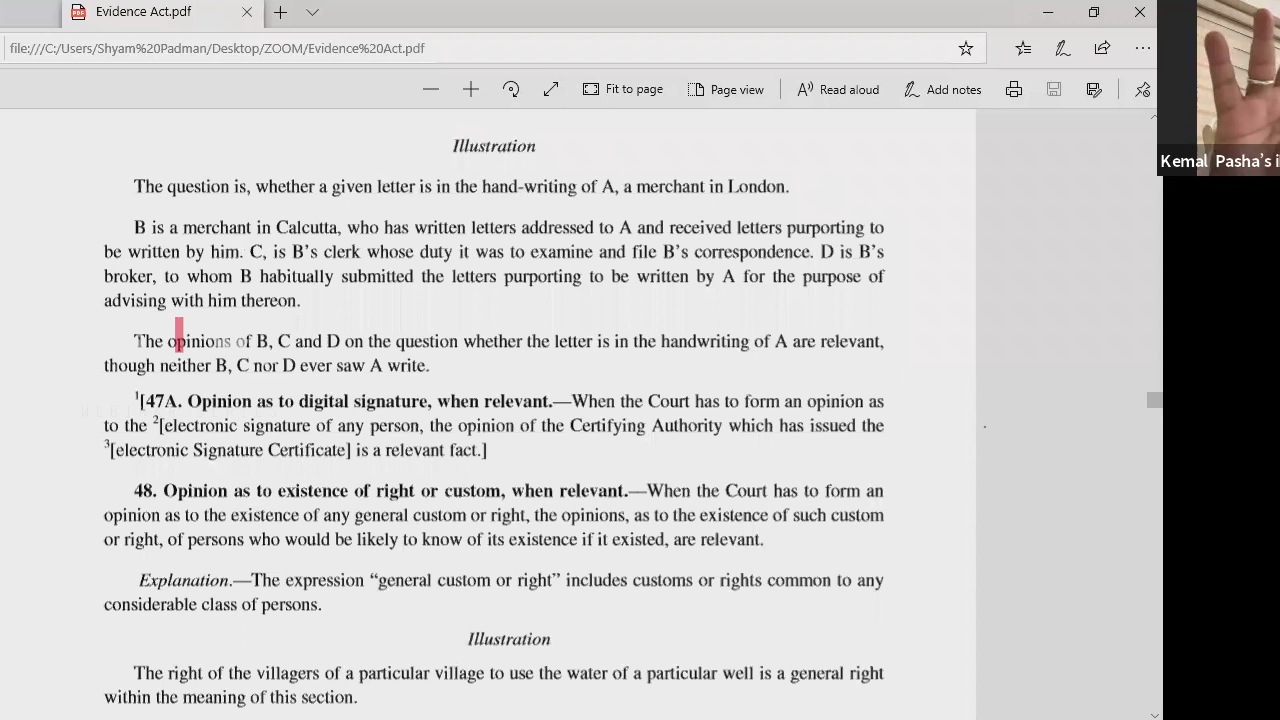 Evidence Act.pdf
file:///C:/Users/Shyam%20Padman/Desktop/ZOOM/Evidence%20Act.pdf
Fit to page
Page view
Read aloud
Add notes
Kemal Pasha's i
Illustration
The question is, whether a given letter is in the hand-writing of A, a merchant in London.
B is a merchant in Calcutta, who has written letters addressed to A and received letters purporting to
be written by him. C, is B's clerk whose duty it was to examine and file B's correspondence. D is B's
broker, to whom B habitually submitted the letters purporting to be written by A for the purpose of
advising with him thereon.
The opinions of B, C and D on the question whether the letter is in the handwriting of A are relevant,
though neither B, C nor D ever saw A write.
1[47A. Opinion as to digital signature, when relevant.—When the Court has to form an opinion as
to the 2[electronic signature of any person, the opinion of the Certifying Authority which has issued the
3[electronic Signature Certificate] is a relevant fact.]
48. Opinion as to existence of right or custom, when relevant.—When the Court has to form an
opinion as to the existence of any general custom or right, the opinions, as to the existence of such custom
or right, of persons who would be likely to know of its existence if it existed, are relevant.
Explanation.—The expression “general custom or right” includes customs or rights common to any
considerable class of persons.
Illustration
The right of the villagers of a particular village to use the water of a particular well is a general right
within the meaning of this section.